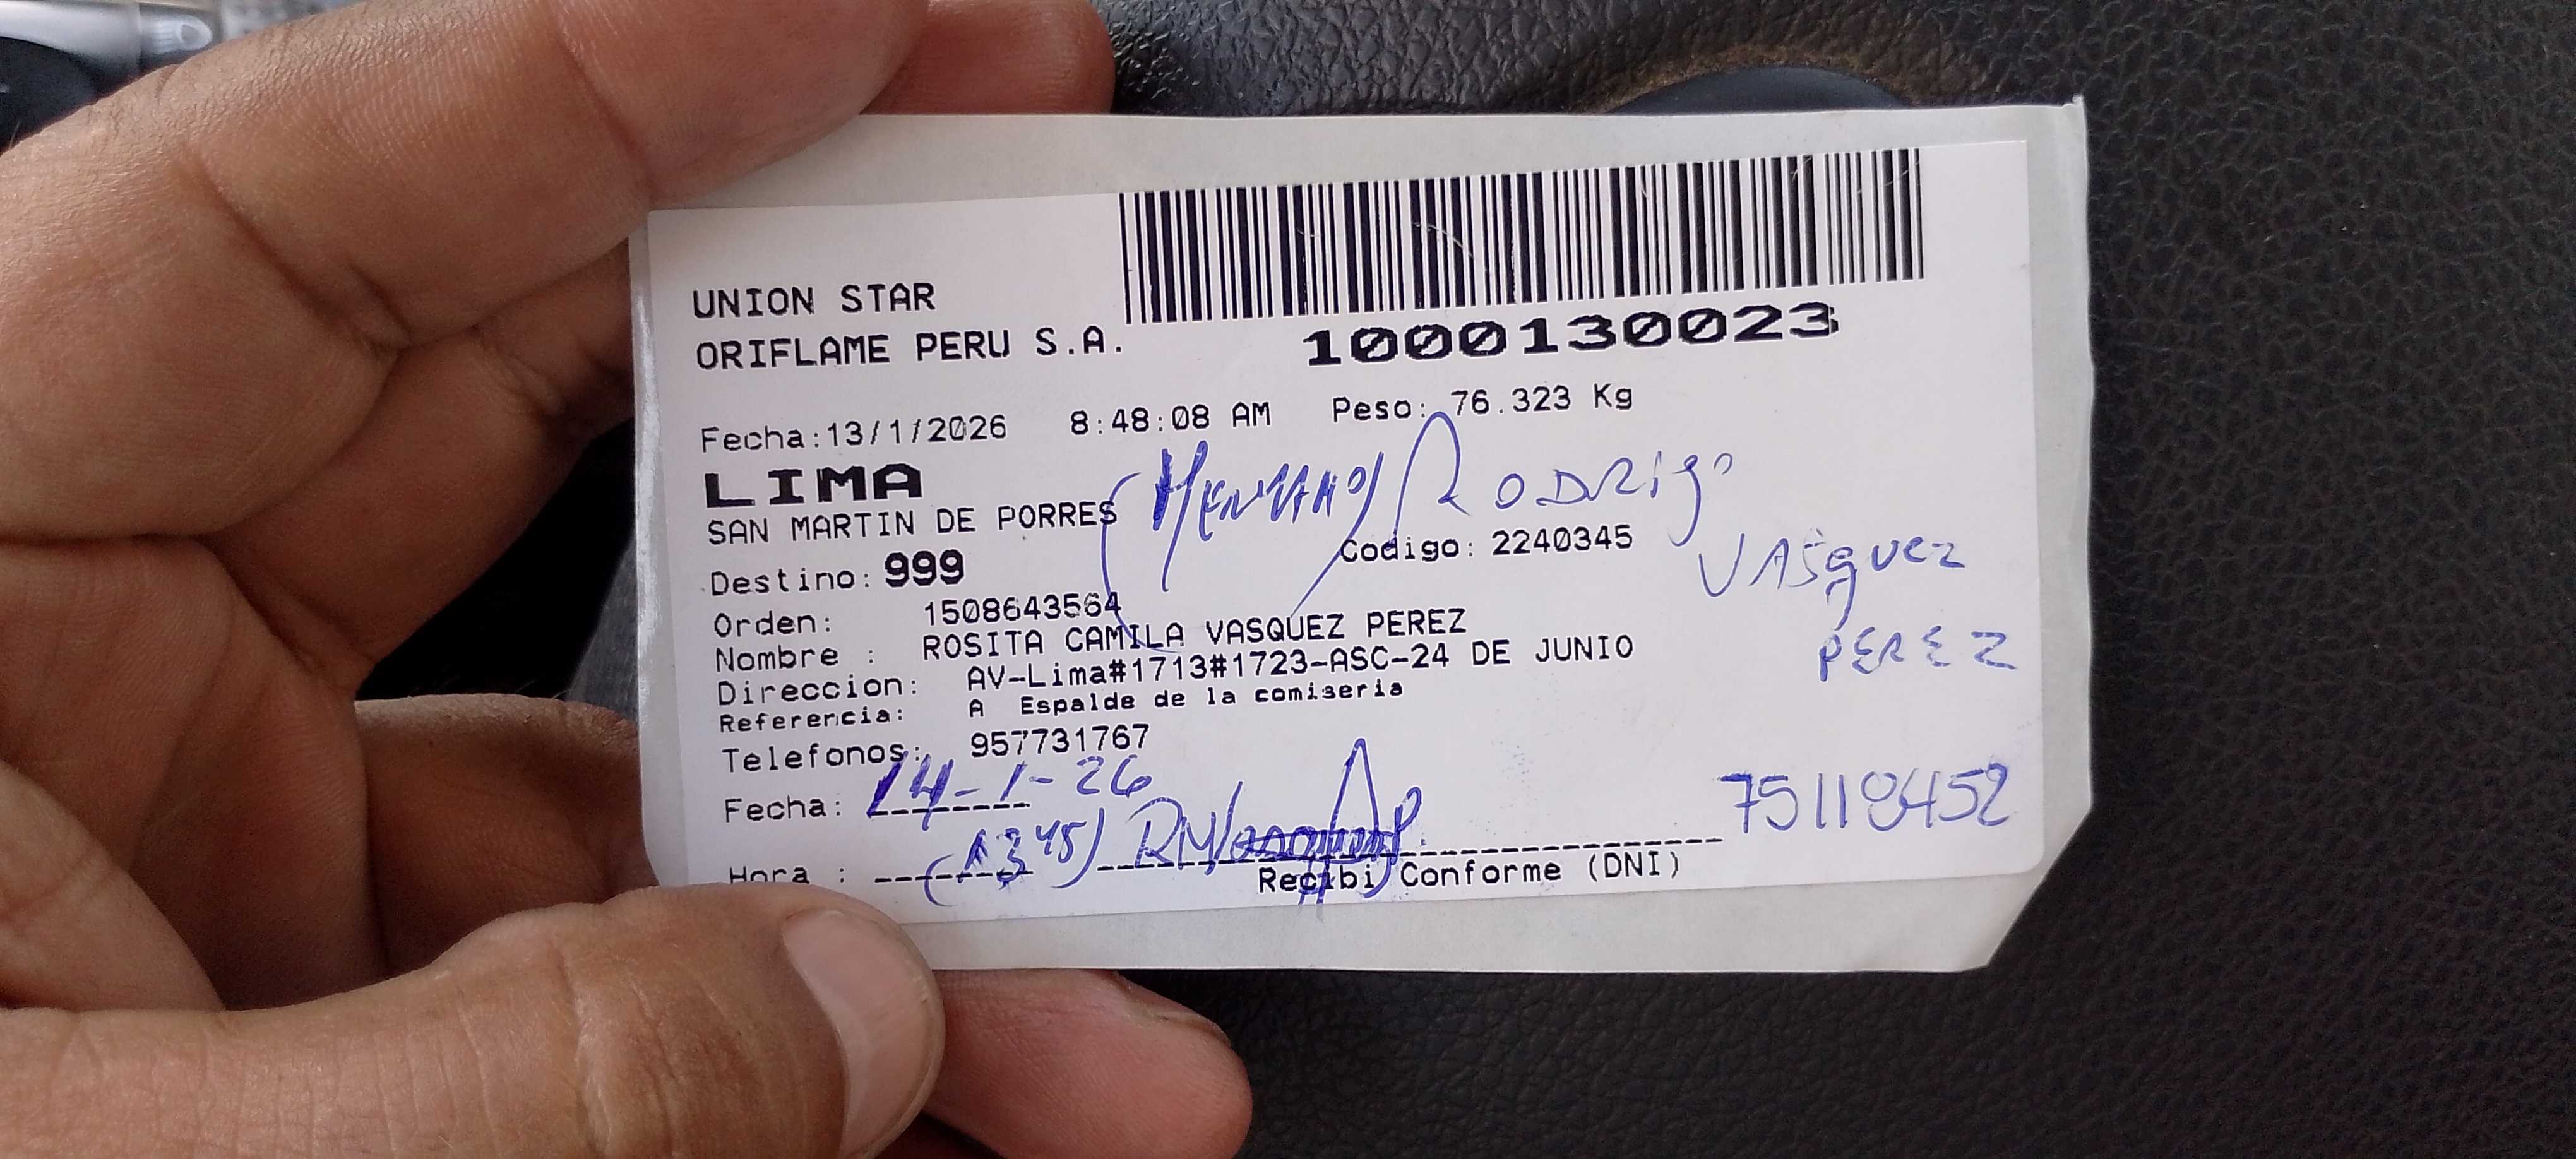 UNION STAR
ORIFLAME PERU S.A.
1000130023
Fecha:13/1/2026 8:48:08 AM Peso: 76.323 Kg
LIMA
(HERMANO) RODRIGO
SAN MARTIN DE PORRES
VASQUEZ
PEREZ
Destino: 999 Codigo: 2240345
Orden: 1508643564
Nombre : ROSITA CAMILA VASQUEZ PEREZ
Direccion: AV-Lima#1713#1723-ASC-24 DE JUNIO
Referencia: A Espalde de la comiseria
Telefonos: 957731767
Fecha: 14-1-26
75118452
Hora : (13 45)
Recibi Conforme (DNI)